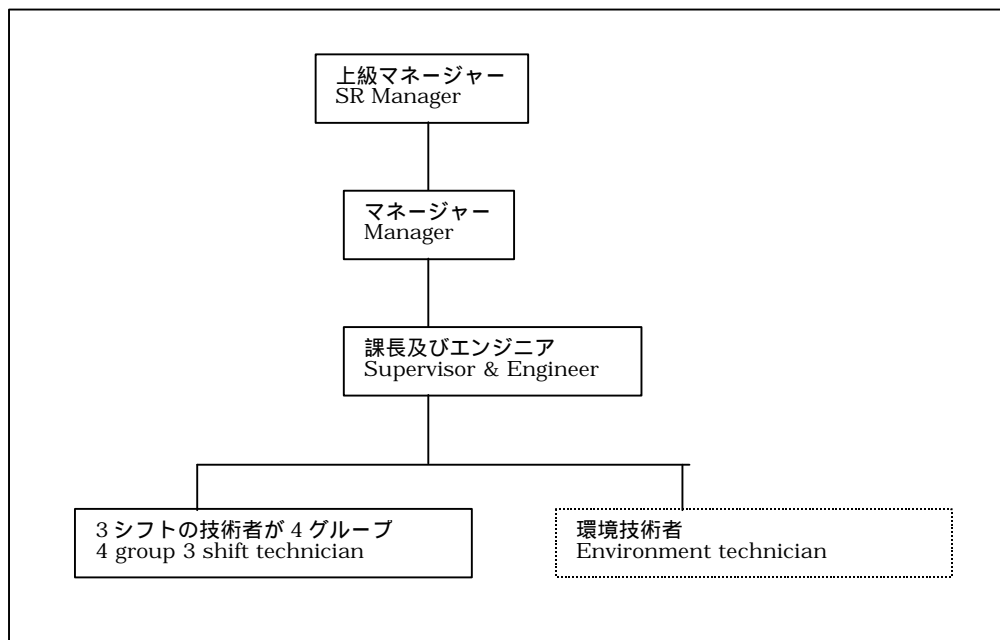 上級マネージャー
SR Manager
マネージャー
Manager
課長及びエンジニア
Supervisor & Engineer
3 シフトの技術者が 4 グループ
4 group 3 shift technician
環境技術者
Environment technician